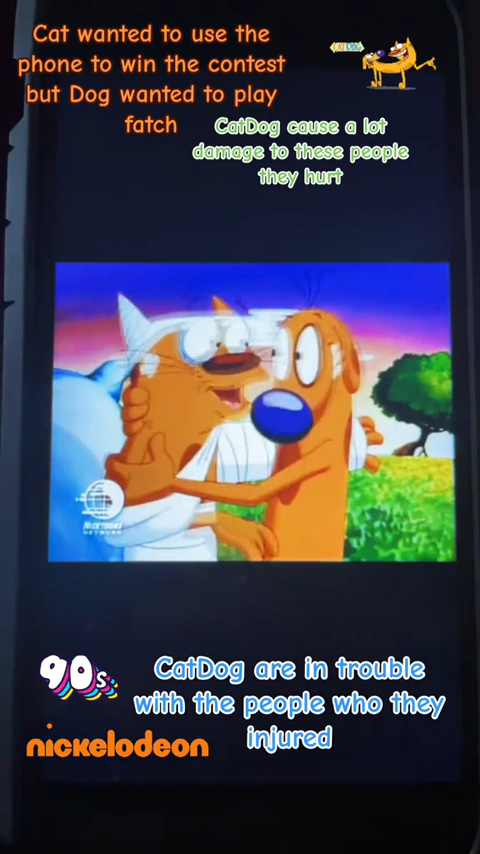 Cat wanted to use the
phone to win the contest
but Dog wanted to play
fatch
CATDOG
CatDog cause a lot
damage to these people
they hurt
NICKTOONS
NETWORK
90s
CatDog are in trouble
with the people who they
injured
nickelodeon